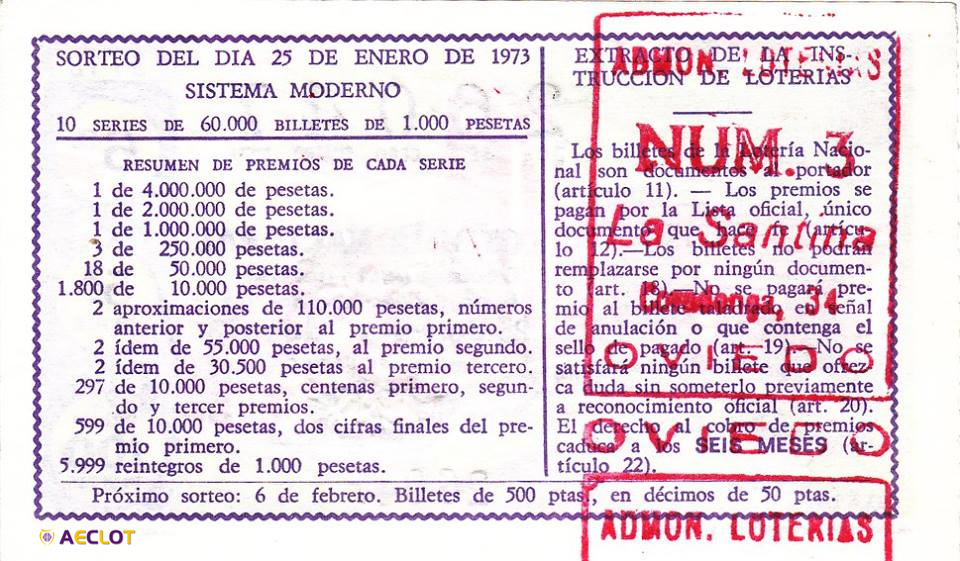 SORTEO DEL DIA 25 DE ENERO DE 1973
SISTEMA MODERNO
10 SERIES DE 60.000 BILLETES DE 1.000 PESETAS
RESUMEN DE PREMIOS DE CADA SERIE
1 de 4.000.000 de pesetas.
1 de 2.000.000 de pesetas.
1 de 1.000.000 de pesetas.
3 de 250.000 pesetas.
18 de 50.000 pesetas.
1.800 de 10.000 pesetas.
2 aproximaciones de 110.000 pesetas, números
anterior y posterior al premio primero.
2 ídem de 55.000 pesetas, al premio segundo.
2 ídem de 30.500 pesetas al premio tercero.
297 de 10.000 pesetas, centenas primero, segun-
do y tercer premios.
599 de 10.000 pesetas, dos cifras finales del pre-
mio primero.
5.999 reintegros de 1.000 pesetas.
EXTRACTO DE LA INS-
TRUCCION DE LOTERIAS
Los billetes de la Lotería Nacio-
nal son documentos al portador
(artículo 11). — Los premios se
pagan por la Lista oficial, único
documento que hace fe (artícu-
lo 12).—Los billetes no podrán
remplazarse por ningún documen-
to (art. 18).—No se pagará pre-
mio al billete taladrado en señal
de anulación o que contenga el
sello de pagado (art. 19).—No se
satisfará ningún billete que ofrez-
ca duda sin someterlo previamente
a reconocimiento oficial (art. 20).
El derecho al cobro de premios
caduca a los SEIS MESES (ar-
tículo 22).
Próximo sorteo: 6 de febrero. Billetes de 500 ptas., en décimos de 50 ptas.
ADMON. LOTERIAS
NUM. 3
La Santina
Covadonga, 34
OVIEDO
OVIEDO
ADMON. LOTERIAS
AECLOT